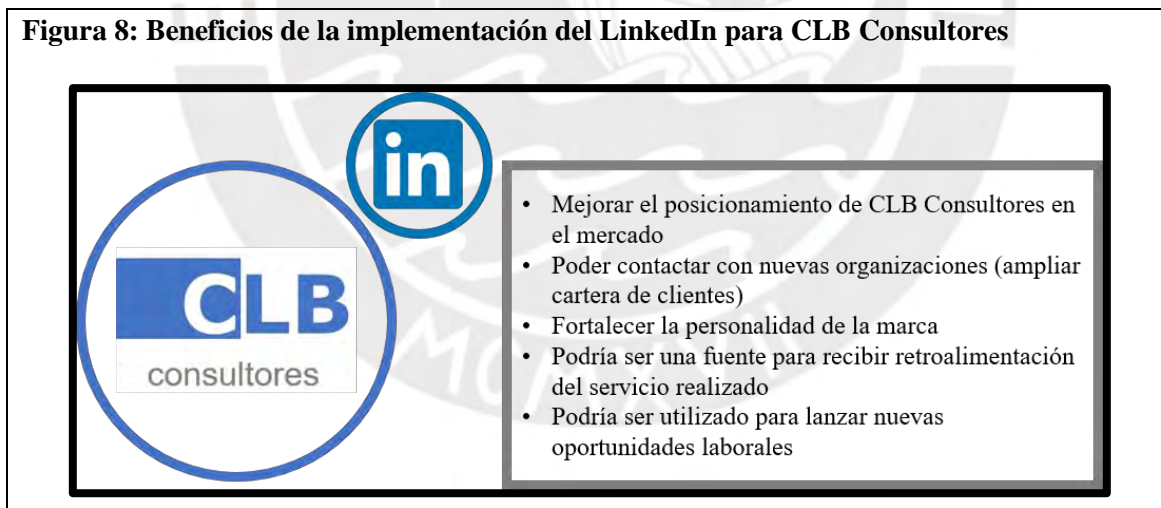 Figura 8: Beneficios de la implementación del LinkedIn para CLB Consultores
in
CLB
consultores
• Mejorar el posicionamiento de CLB Consultores en
el mercado
• Poder contactar con nuevas organizaciones (ampliar
cartera de clientes)
• Fortalecer la personalidad de la marca
• Podría ser una fuente para recibir retroalimentación
del servicio realizado
• Podría ser utilizado para lanzar nuevas
oportunidades laborales
MCMXVII